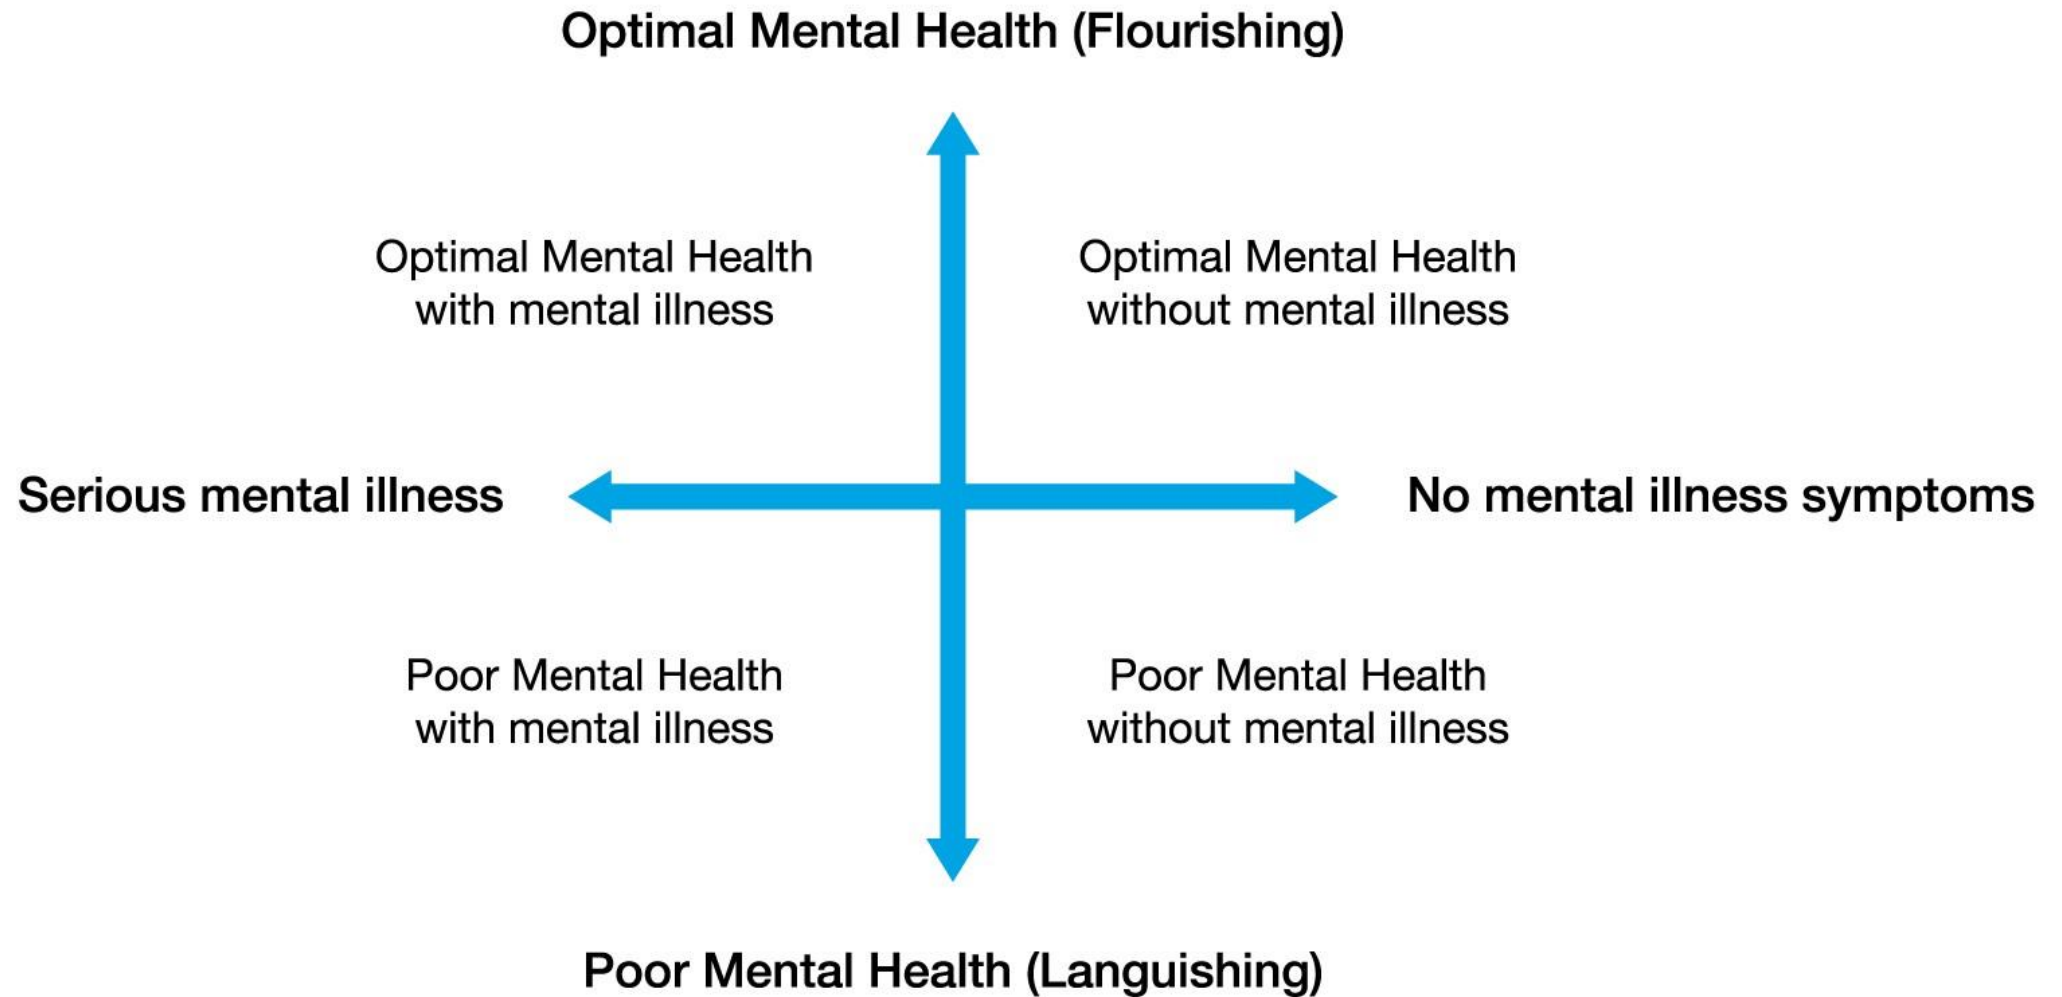 Optimal Mental Health (Flourishing)
Optimal Mental Health
with mental illness
Optimal Mental Health
without mental illness
Serious mental illness
No mental illness symptoms
Poor Mental Health
with mental illness
Poor Mental Health
without mental illness
Poor Mental Health (Languishing)